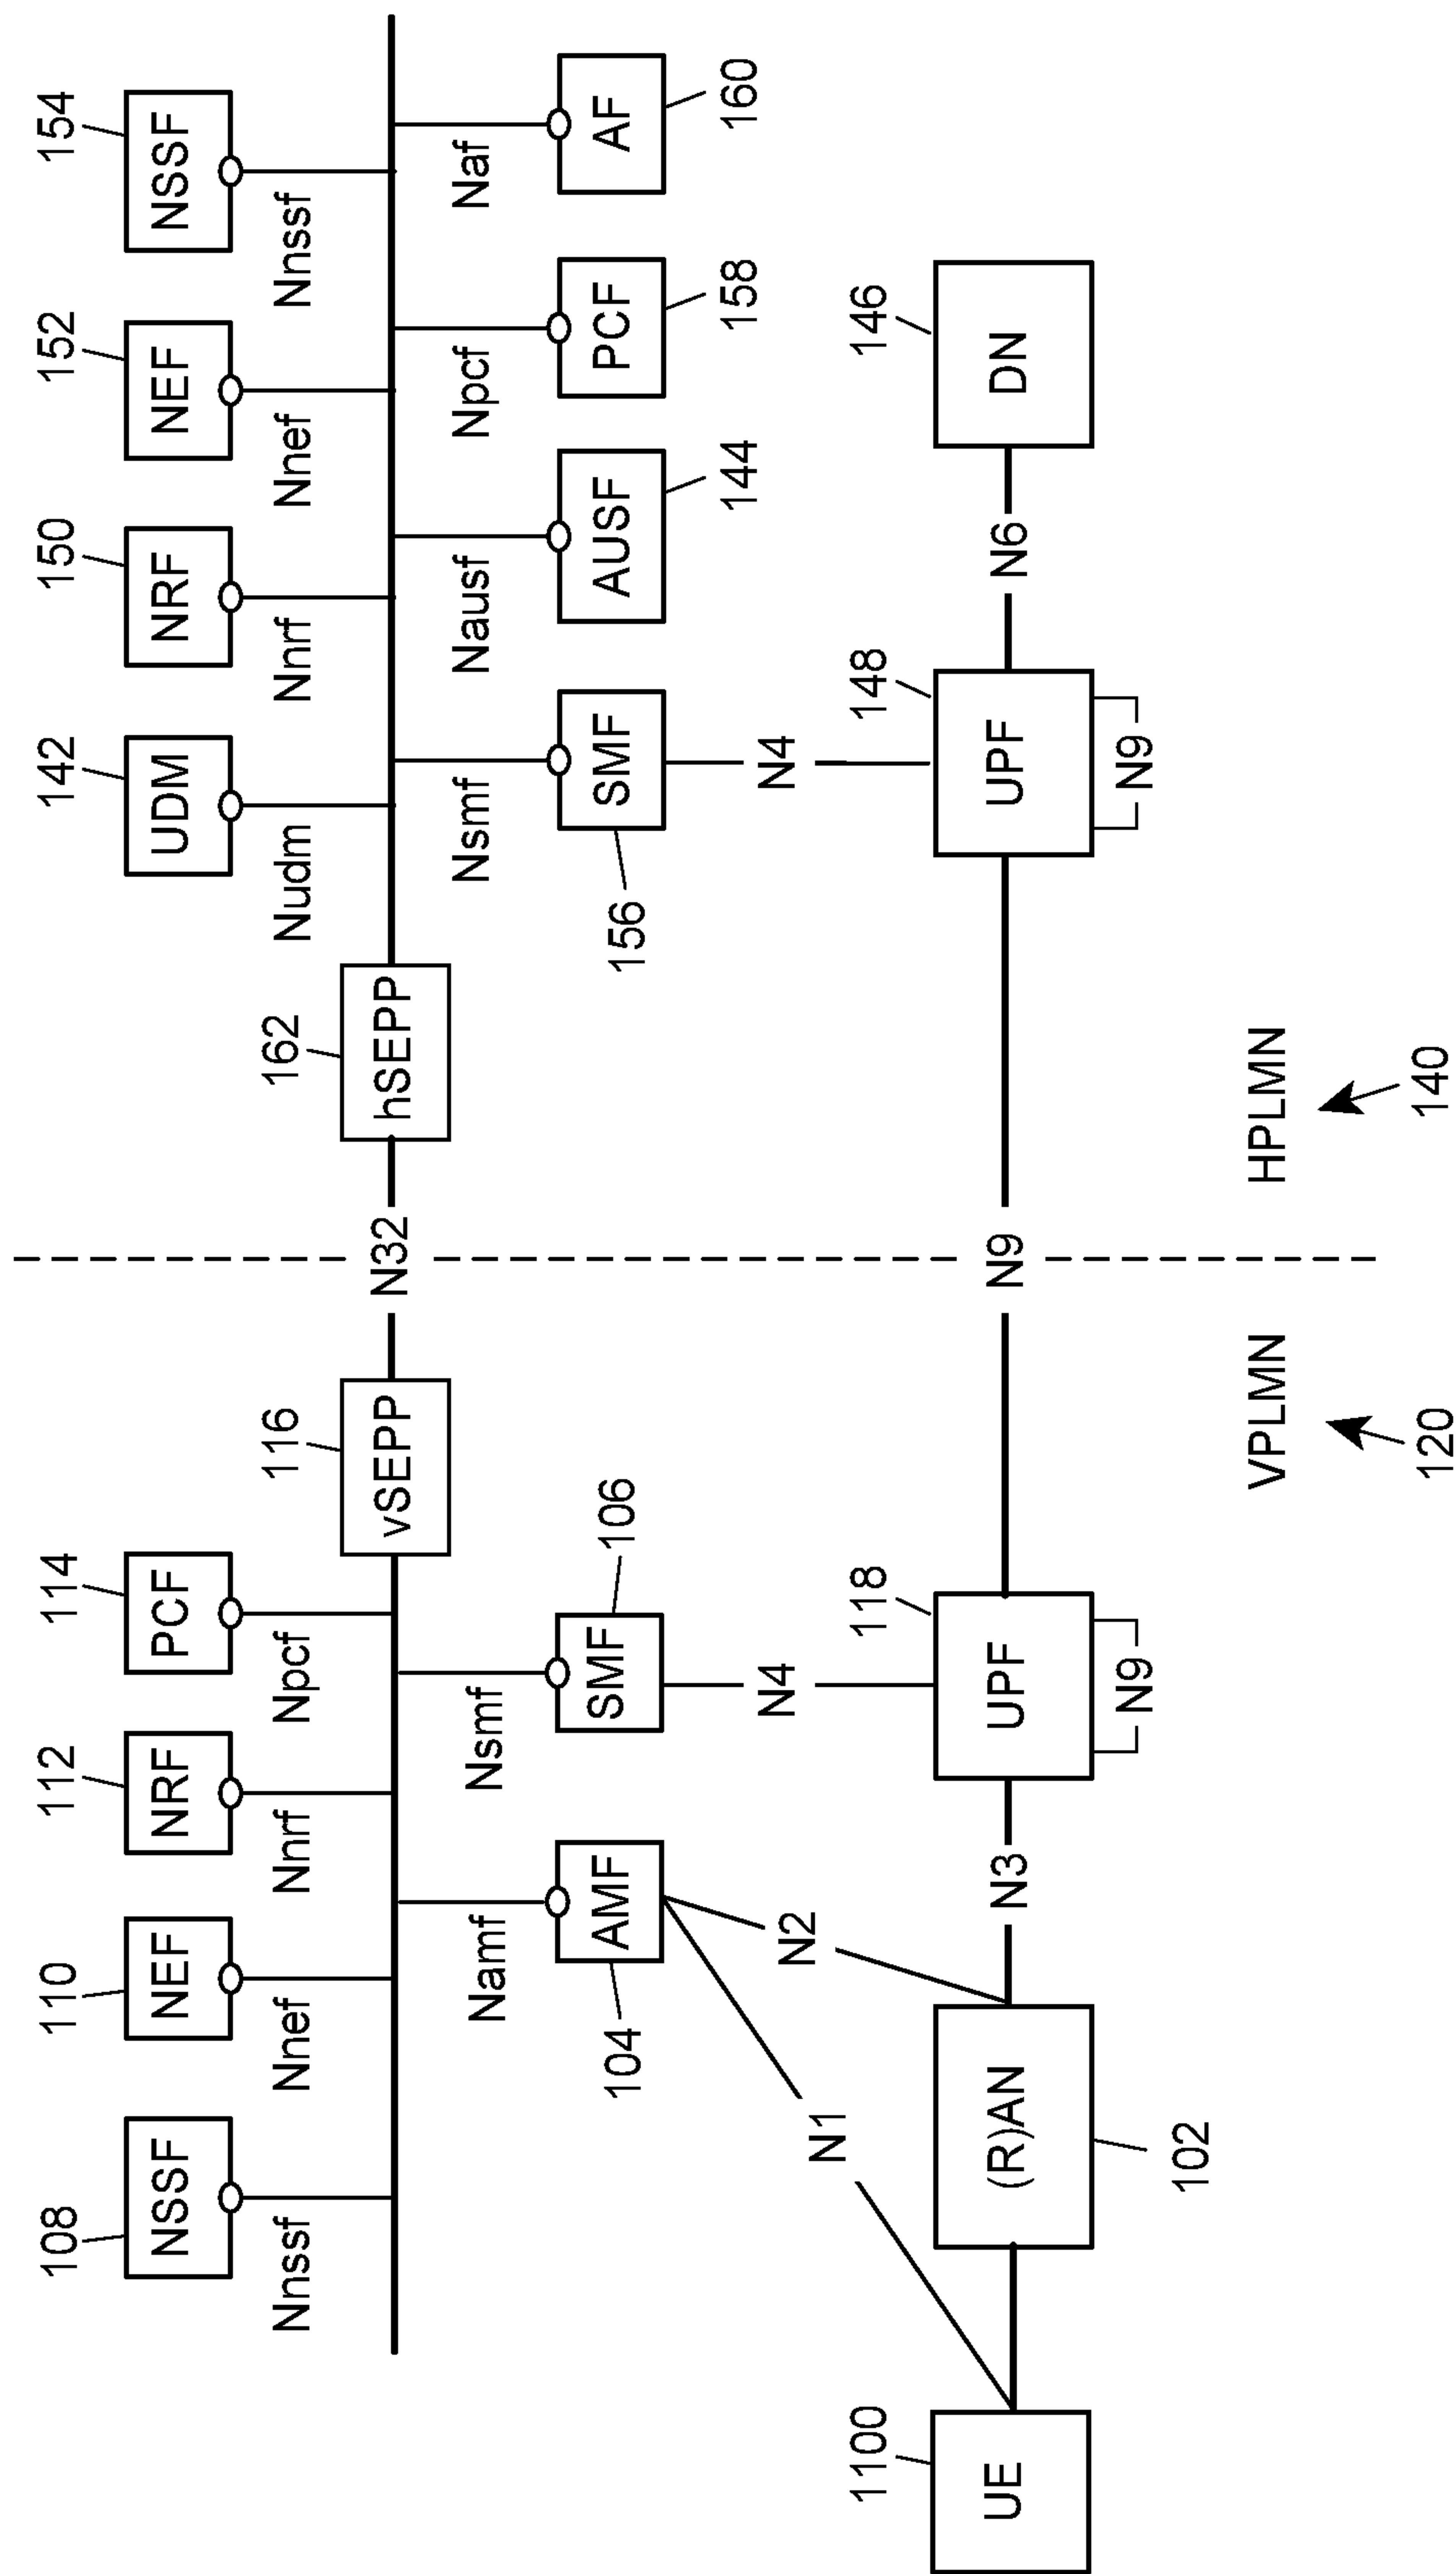 108
110
112
114
142
150
152
154
NSSF
NEF
NRF
PCF
UDM
NRF
NEF
NSSF
Nnssf
Nnef
Nnrf
Npcf
116
162
Nudm
Nnrf
Nnef
Nnssf
vSEPP
N32
hSEPP
Namf
Nsmf
Nsmf
Nausf
Npcf
Naf
AMF
SMF
SMF
AUSF
PCF
AF
104
106
156
144
158
160
N1
N2
N4
N4
1100
118
148
146
UE
(R)AN
N3
UPF
N9
UPF
N6
DN
102
N9
N9
VPLMN
HPLMN
120
140